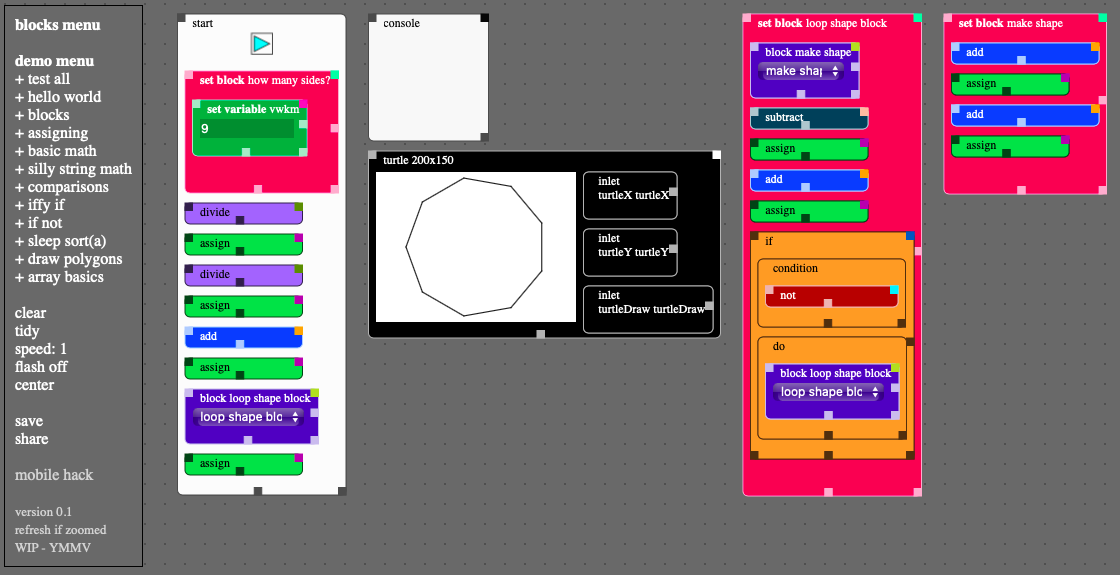 blocks menu
demo menu
+ test all
+ hello world
+ blocks
+ assigning
+ basic math
+ silly string math
+ comparisons
+ iffy if
+ if not
+ sleep sort(a)
+ draw polygons
+ array basics
clear
tidy
speed: 1
flash off
center
save
share
mobile hack
version 0.1
refresh if zoomed
WIP - YMMV
start
set block how many sides?
set variable vwkm
9
divide
assign
divide
assign
add
assign
block loop shape block
loop shape bloc
assign
console
turtle 200x150
inlet
turtleX turtleX
inlet
turtleY turtleY
inlet
turtleDraw turtleDraw
set block loop shape block
block make shape
make shap
subtract
assign
add
assign
if
condition
not
do
block loop shape block
loop shape bloc
set block make shape
add
assign
add
assign